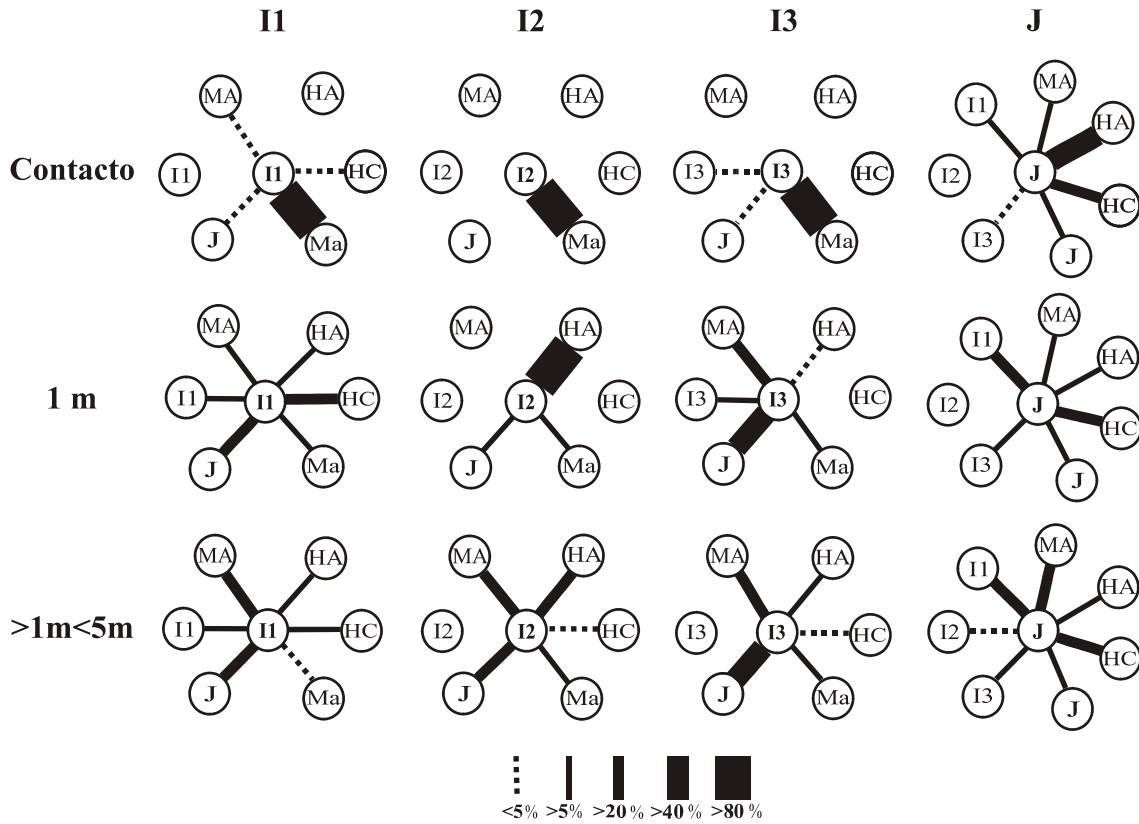 I1 I2 I3 J
MA HA MA HA MA HA I1 MA HA
Contacto I1 I1 HC I2 I2 HC I3 I3 HC I2 J HC
J Ma J Ma J Ma I3 J
MA HA MA HA MA HA I1 MA HA
1 m I1 I1 HC I2 I2 HC I3 I3 HC I2 J HC
J Ma J Ma J Ma I3 J
MA HA MA HA MA HA I1 MA HA
>1m<5m I1 I1 HC I2 I2 HC I3 I3 HC I2 J HC
J Ma J Ma J Ma I3 J
<5% >5% >20% >40% >80%